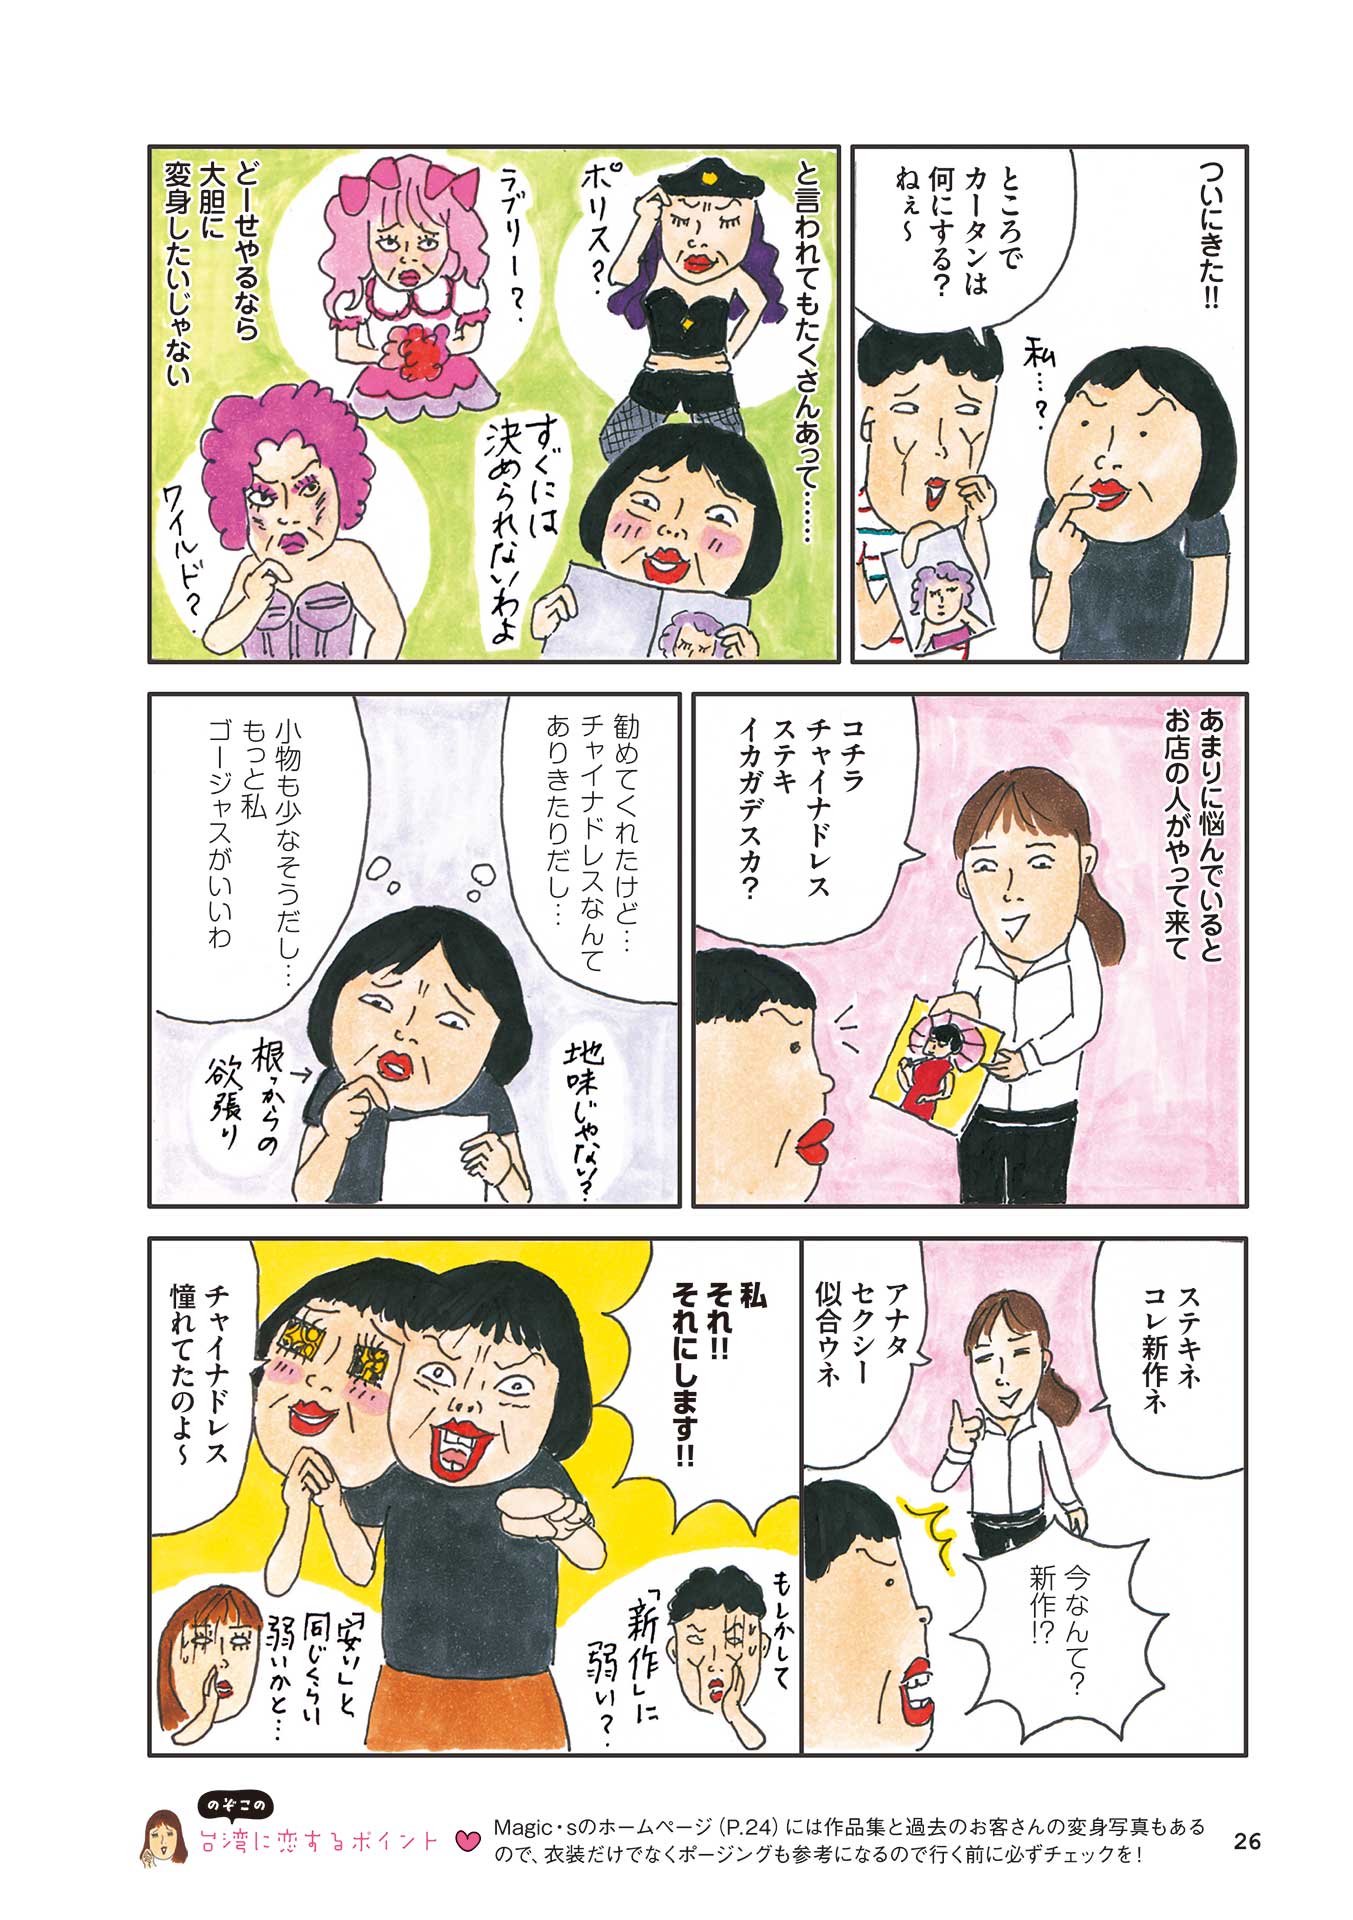 ついにきた!!
ところで
カータンは
何にする?
ねぇ〜
私…?
と言われてもたくさんあって……
ポリス?
ラブリー?
ワイルド?
すぐには
決められないわよ
どーせやるなら
大胆に
変身したいじゃない
あまりに悩んでいると
お店の人がやって来て
コチラ
チャイナドレス
ステキ
イカガデスカ?
勧めてくれたけど…
チャイナドレスなんて
ありきたりだし…
小物も少なそうだし…
もっと私
ゴージャスがいいわ
地味じゃない?
根っからの
欲張り
ステキネ
コレ新作ネ
アナタ
セクシー
似合ウネ
今なんて?
新作!?
私
それ!!
それにします!!
チャイナドレス
憧れてたのよ〜
もしかして
「新作」に
弱い?
「安い」と
同じくらい
弱いかと…
のぞこの
台湾に恋するポイント
Magic・sのホームページ(P.24)には作品集と過去のお客さんの変身写真もある
ので、衣装だけでなくポージングも参考になるので行く前に必ずチェックを!
26